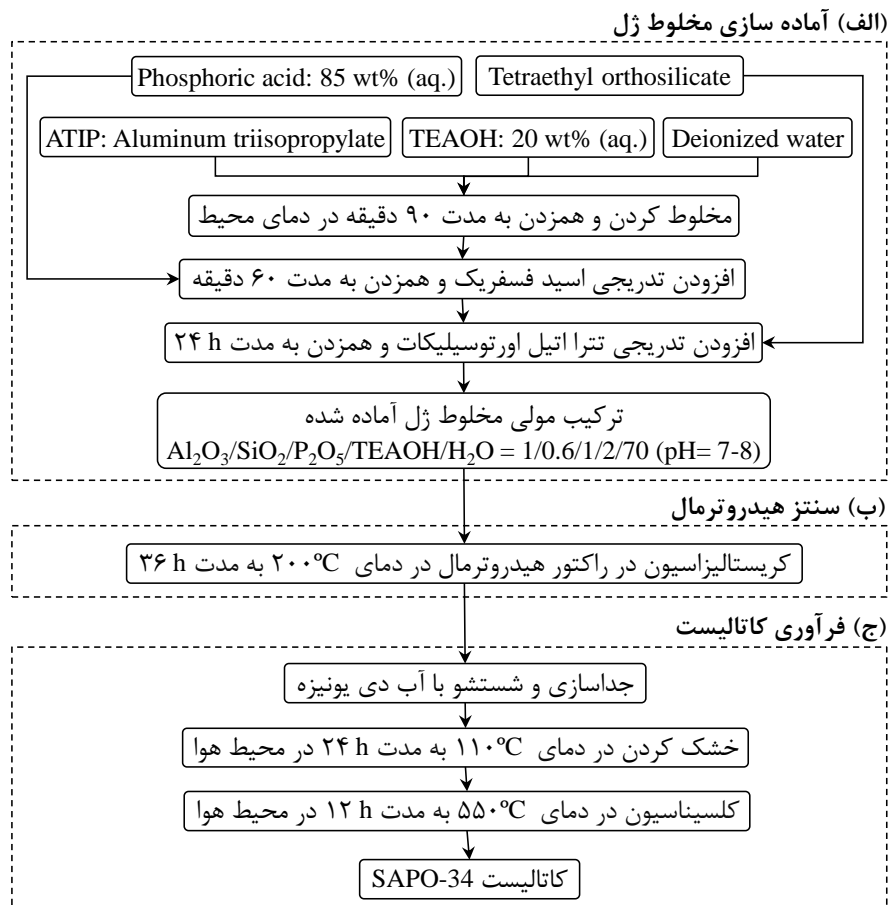 (الف) آماده سازی مخلوط ژل
Phosphoric acid: 85 wt% (aq.)
Tetraethyl orthosilicate
ATIP: Aluminum triisopropylate
TEAOH: 20 wt% (aq.)
Deionized water
مخلوط کردن و همزدن به مدت ۹۰ دقیقه در دمای محیط
افزودن تدریجی اسید فسفریک و همزدن به مدت ۶۰ دقیقه
افزودن تدریجی تترا اتیل اورتوسیلیکات و همزدن به مدت ۲۴ h
ترکیب مولی مخلوط ژل آماده شده
Al₂O₃/SiO₂/P₂O₅/TEAOH/H₂O = 1/0.6/1/2/70 (pH= 7-8)
(ب) سنتز هیدروترمال
کریستالیزاسیون در راکتور هیدروترمال در دمای ۲۰۰ºC به مدت ۳۶ h
(ج) فرآوری کاتالیست
جداسازی و شستشو با آب دی یونیزه
خشک کردن در دمای ۱۱۰ºC به مدت ۲۴ h در محیط هوا
کلسیناسیون در دمای ۵۵۰ºC به مدت ۱۲ h در محیط هوا
کاتالیست SAPO-34